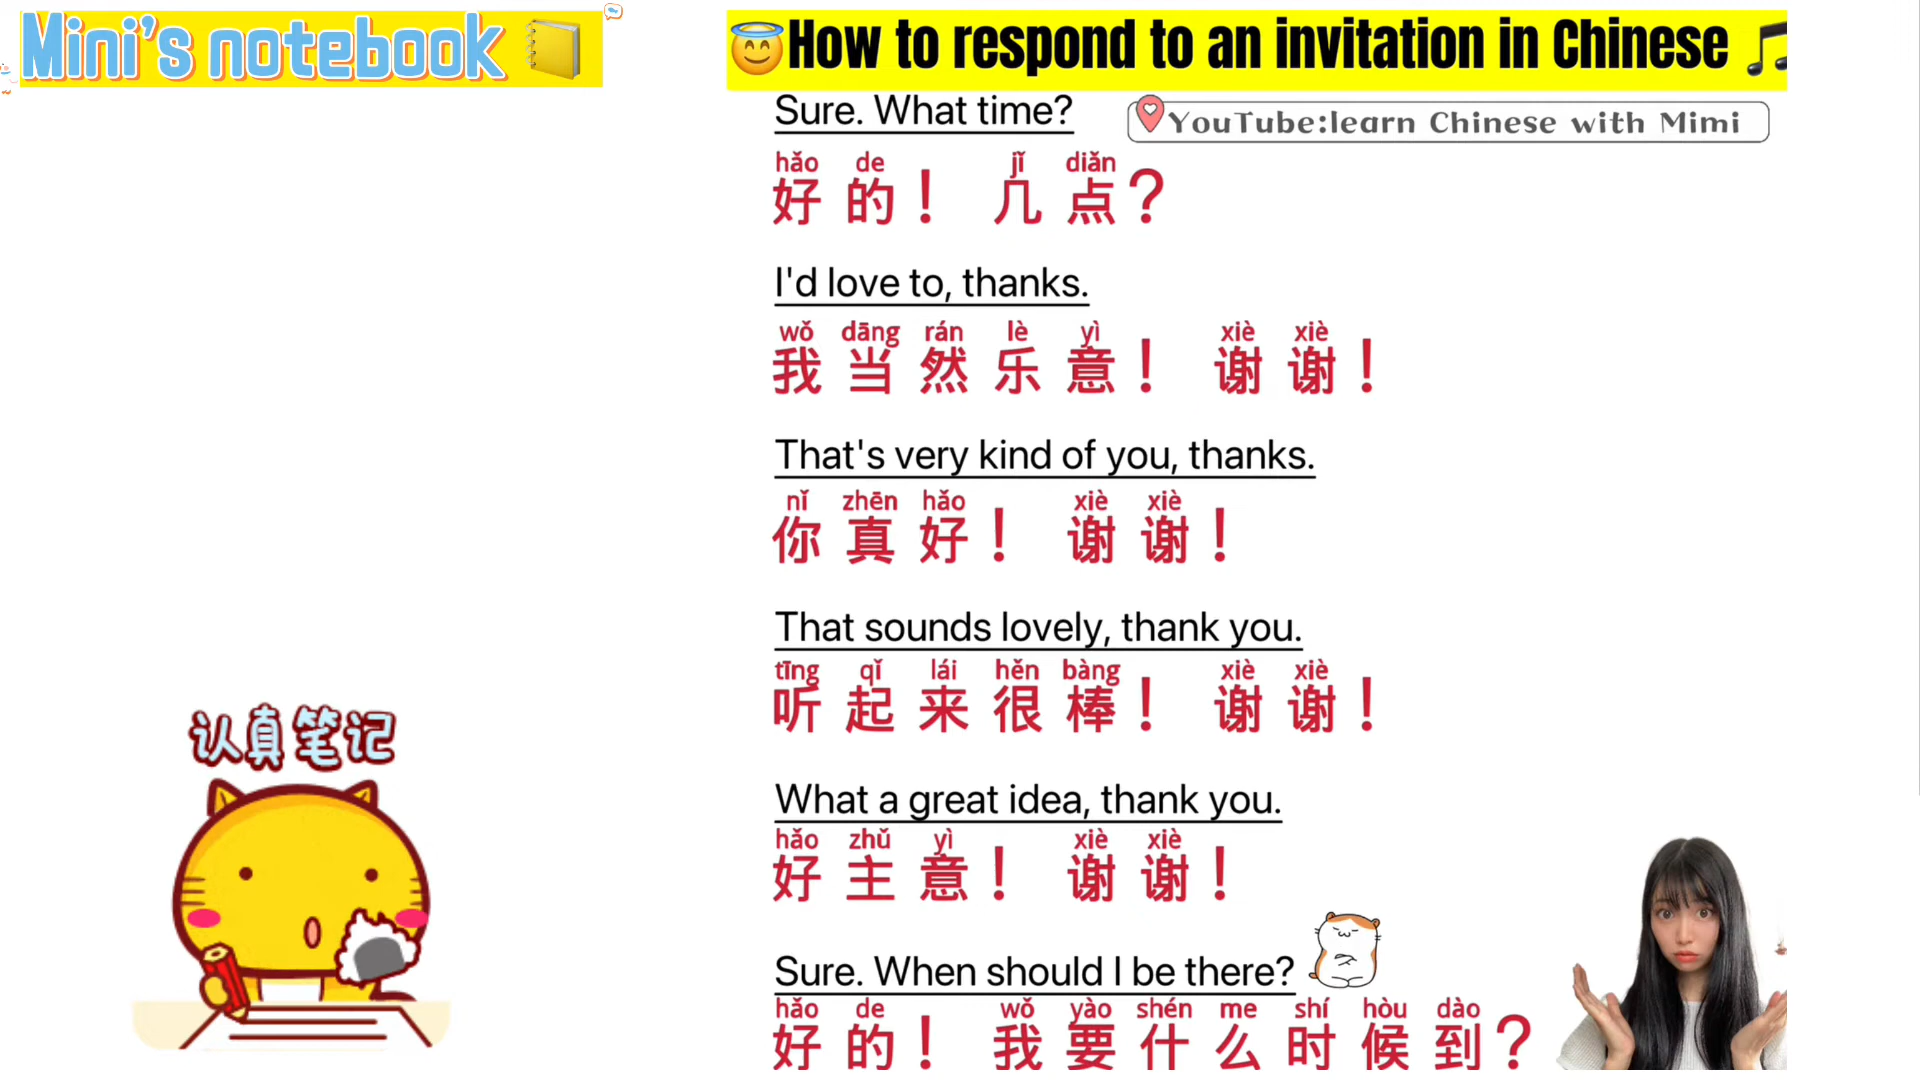 Mini's notebook
How to respond to an invitation in Chinese
YouTube:learn Chinese with Mimi
Sure. What time?
hǎo de jǐ diǎn
好的！ 几点？
I'd love to, thanks.
wǒ dāng rán lè yì xiè xiè
我当然乐意！ 谢谢！
That's very kind of you, thanks.
nǐ zhēn hǎo xiè xiè
你真好！ 谢谢！
That sounds lovely, thank you.
tīng qǐ lái hěn bàng xiè xiè
听起来很棒！ 谢谢！
What a great idea, thank you.
hǎo zhǔ yì xiè xiè
好主意！ 谢谢！
Sure. When should I be there?
hǎo de wǒ yào shén me shí hòu dào
好的！ 我要什么时候到？
认真笔记